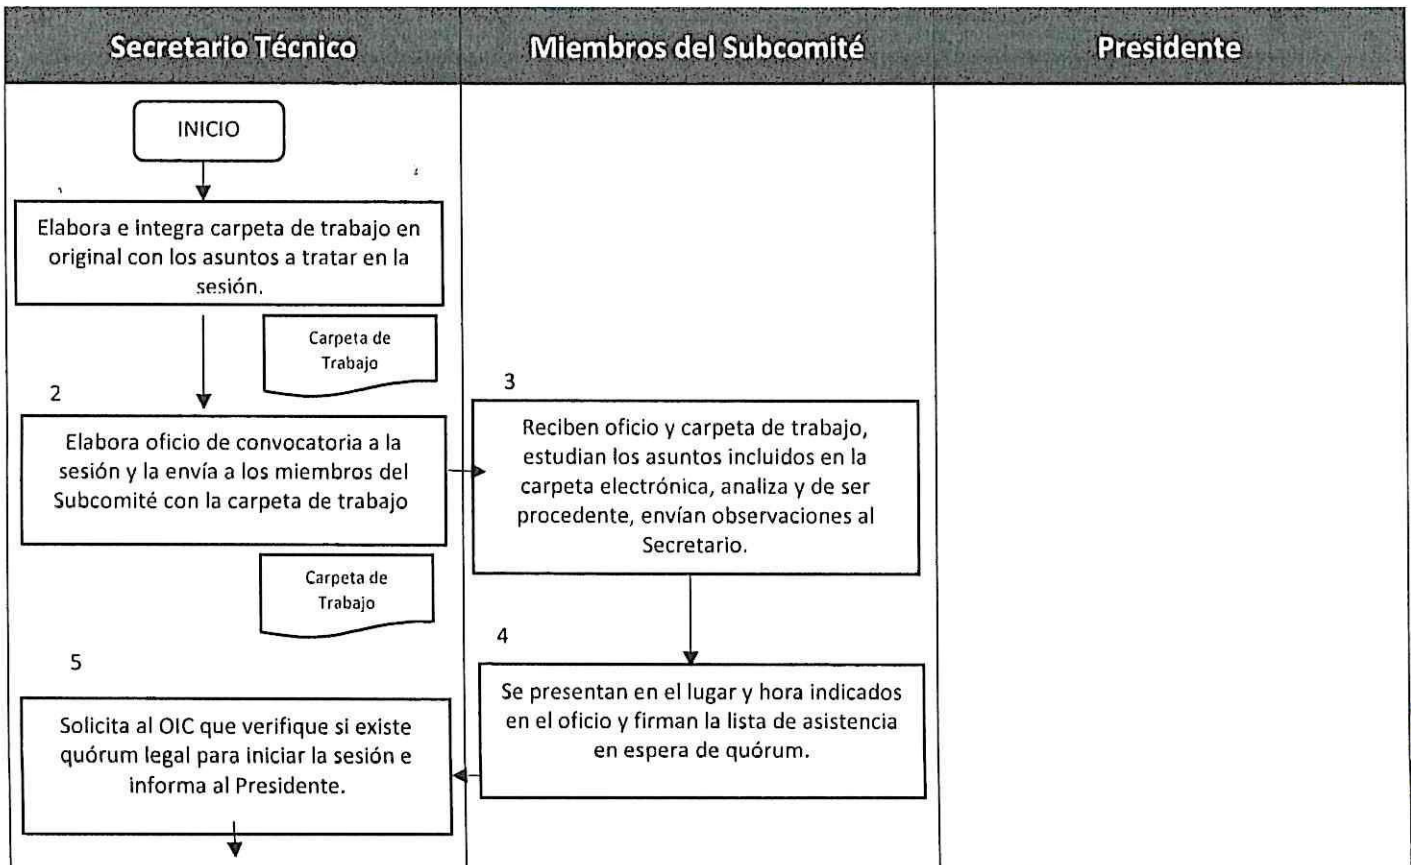 Secretario Técnico
Miembros del Subcomité
Presidente
INICIO
Elabora e integra carpeta de trabajo en
original con los asuntos a tratar en la
sesión.
Carpeta de
Trabajo
2
Elabora oficio de convocatoria a la
sesión y la envía a los miembros del
Subcomité con la carpeta de trabajo
Carpeta de
Trabajo
3
Reciben oficio y carpeta de trabajo,
estudian los asuntos incluidos en la
carpeta electrónica, analiza y de ser
procedente, envían observaciones al
Secretario.
4
Se presentan en el lugar y hora indicados
en el oficio y firman la lista de asistencia
en espera de quórum.
5
Solicita al OIC que verifique si existe
quórum legal para iniciar la sesión e
informa al Presidente.